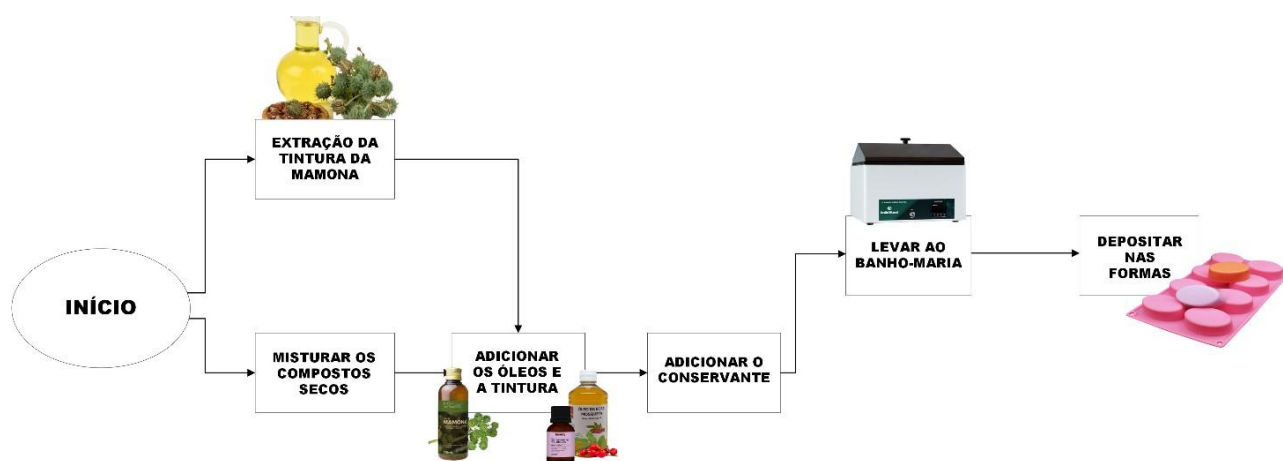 EXTRAÇÃO DA
TINTURA DA
MAMONA
INÍCIO
MISTURAR OS
COMPOSTOS
SECOS
ADICIONAR
OS ÓLEOS E
A TINTURA
MAMONA
ADICIONAR O
CONSERVANTE
LEVAR AO
BANHO-MARIA
DEPOSITAR
NAS
FORMAS